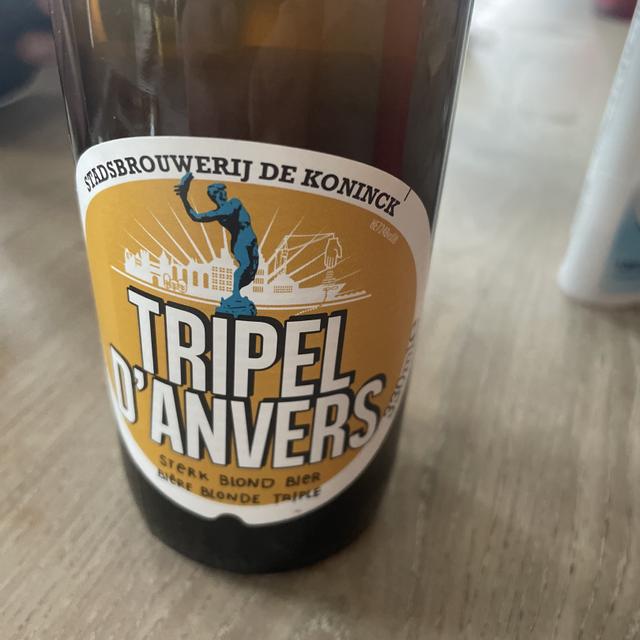 STADSBROUWERIJ DE KONINCK
TRIPEL
D'ANVERS
STERK BLOND BIER
BIÈRE BLONDE TRIPLE